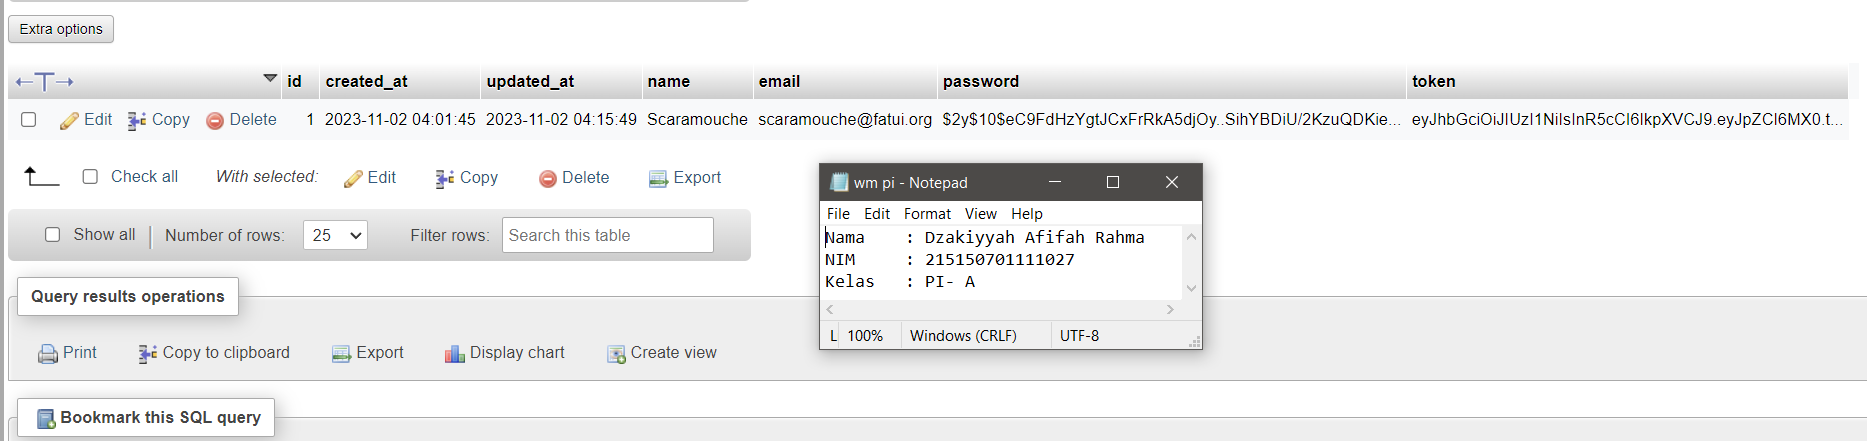 Extra options
id created_at updated_at name email password token
Edit Copy Delete 1 2023-11-02 04:01:45 2023-11-02 04:15:49 Scaramouche scaramouche@fatui.org $2y$10$eC9FdHzYgtJCxFrRkA5djOy..SihYBDiU/2KzuQDKie... eyJhbGciOiJIUzI1NiIsInR5cCI6IkpXVCJ9.eyJpZCI6MX0.t...
Check all With selected: Edit Copy Delete Export
Show all Number of rows: 25 Filter rows: Search this table
wm pi - Notepad
File Edit Format View Help
Nama : Dzakiyyah Afifah Rahma
NIM : 215150701111027
Kelas : PI- A
L 100% Windows (CRLF) UTF-8
Query results operations
Print Copy to clipboard Export Display chart Create view
Bookmark this SQL query